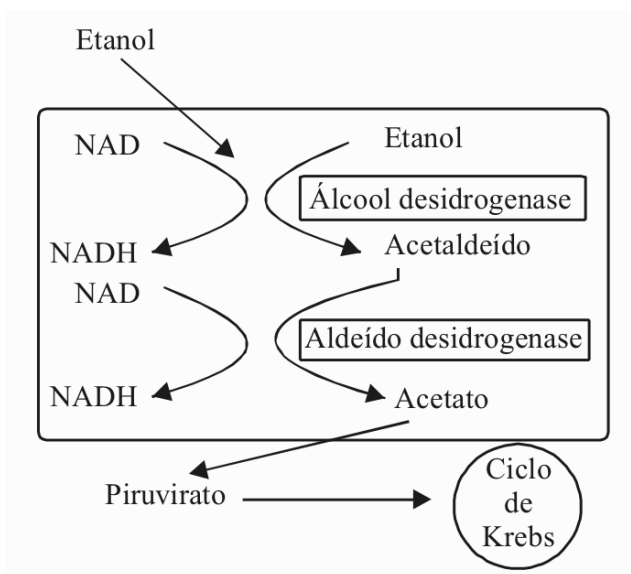 Etanol
NAD
Etanol
Álcool desidrogenase
NADH
Acetaldeído
NAD
Aldeído desidrogenase
NADH
Acetato
Piruvirato
Ciclo
de
Krebs